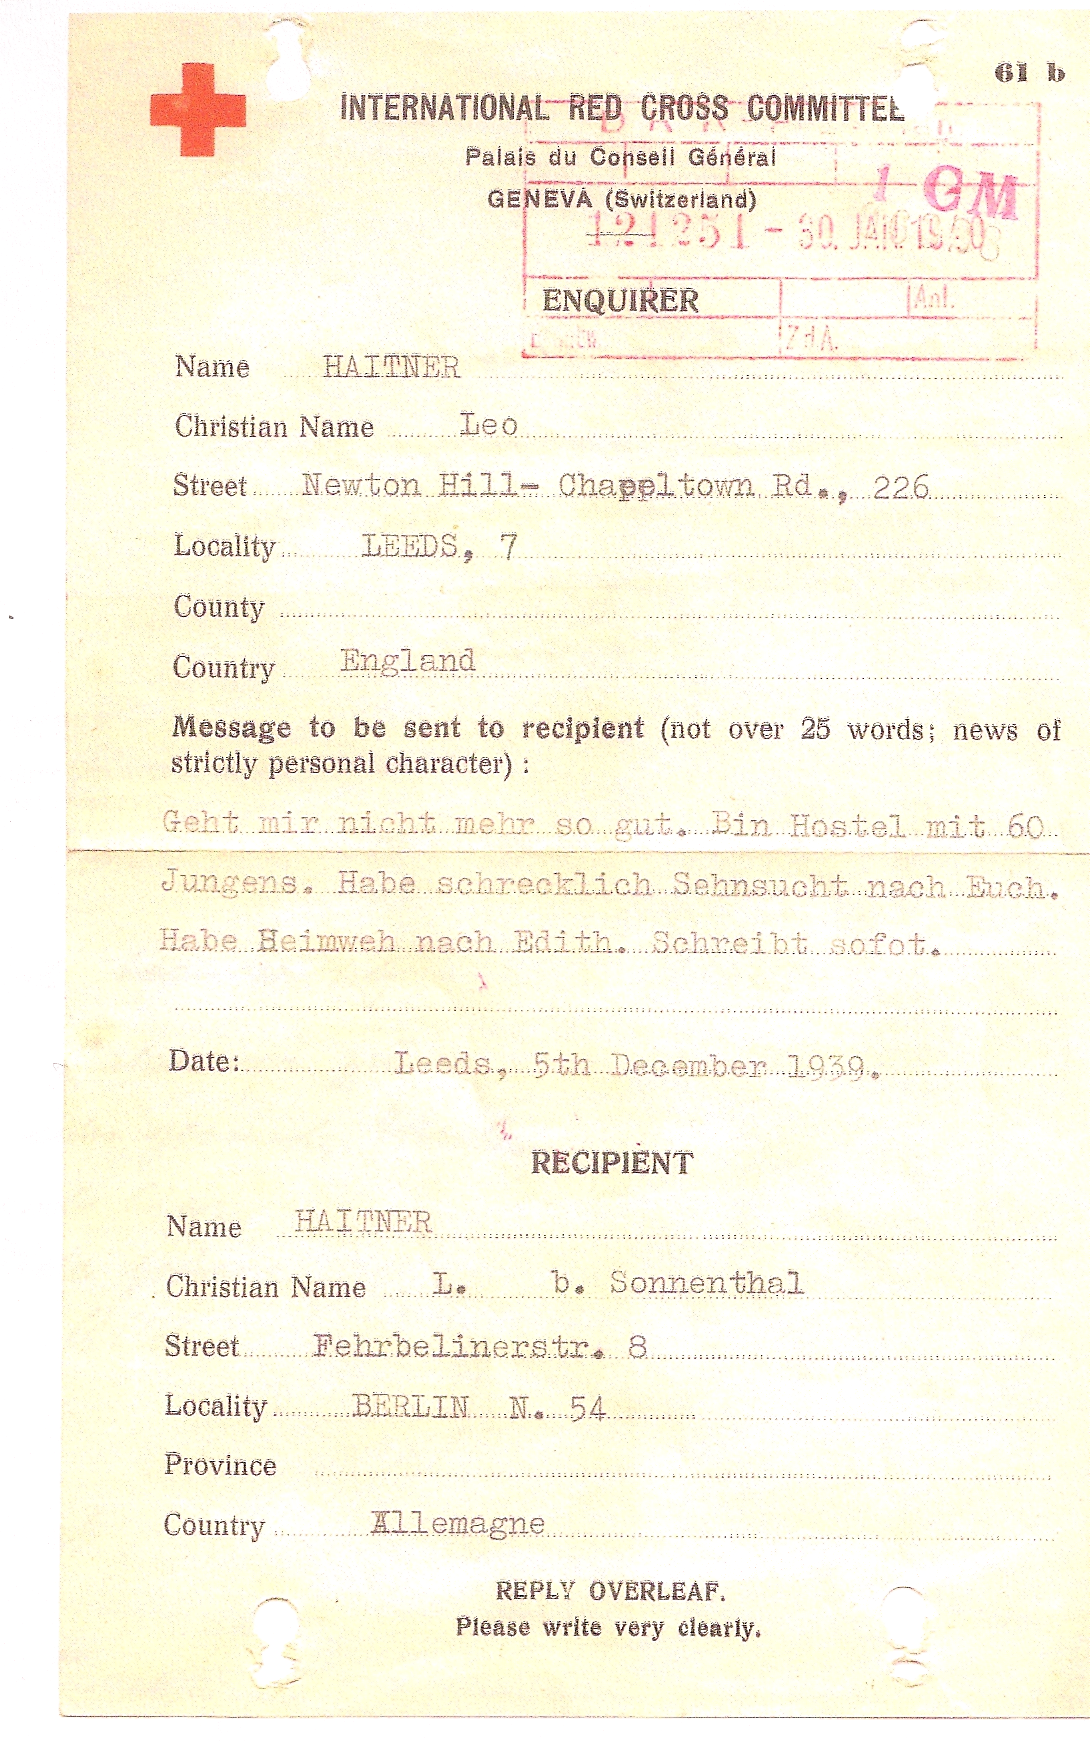 61 b
INTERNATIONAL RED CROSS COMMITTEE
Palais du Conseil Général
GENEVA (Switzerland)
1 GM
121251 - 30. JAN 1940
ENQUIRER
Ant.
ZdA.
Name HAITNER
Christian Name Leo
Street Newton Hill- Chappltown Rd., 226
Locality LEEDS, 7
County
Country England
Message to be sent to recipient (not over 25 words; news of
strictly personal character) :
Geht mir nicht mehr so gut. Bin Hostel mit 60
Jungens. Habe schrecklich Sehnsucht nach Euch.
Habe Heimweh nach Edith. Schreibt sofot.
Date: Leeds, 5th December 1939.
RECIPIENT
Name HAITNER
Christian Name L. b. Sonnenthal
Street Fehrbelinerstr. 8
Locality BERLIN N. 54
Province
Country Allemagne
REPLY OVERLEAF.
Please write very clearly.